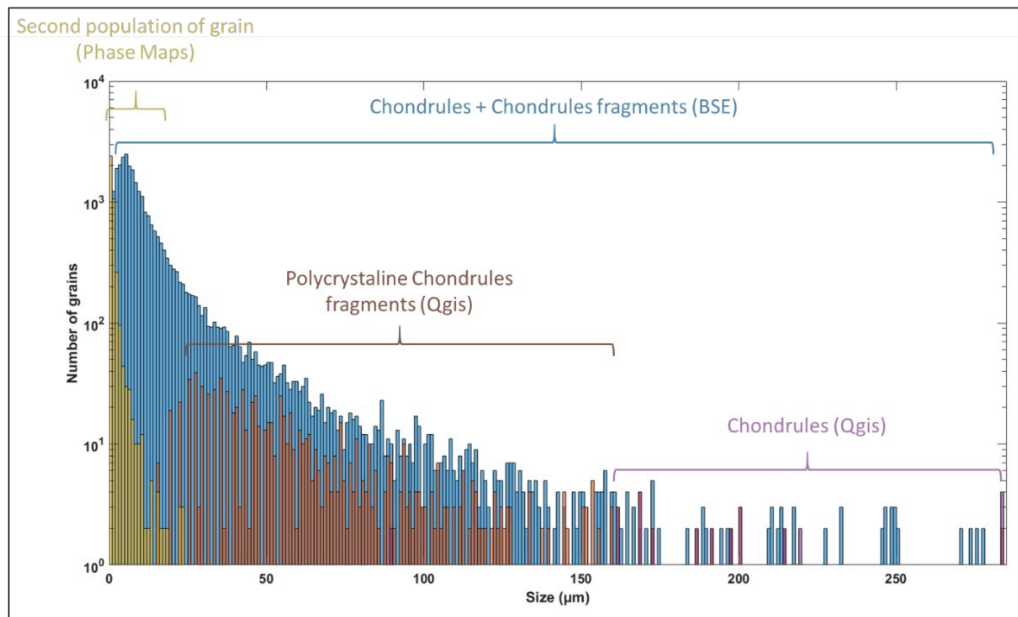 Second population of grain
(Phase Maps)
10^4
Chondrules + Chondrules fragments (BSE)
10^3
Polycrystaline Chondrules
fragments (Qgis)
10^2
Number of grains
Chondrules (Qgis)
10^1
10^0
0 50 100 150 200 250
Size (µm)